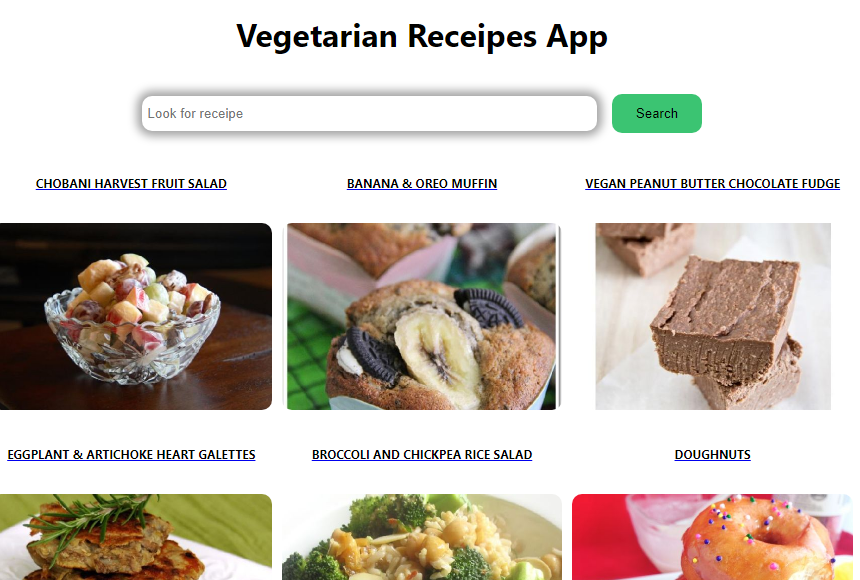 Vegetarian Receipes App
Look for receipe
Search
CHOBANI HARVEST FRUIT SALAD
BANANA & OREO MUFFIN
VEGAN PEANUT BUTTER CHOCOLATE FUDGE
EGGPLANT & ARTICHOKE HEART GALETTES
BROCCOLI AND CHICKPEA RICE SALAD
DOUGHNUTS